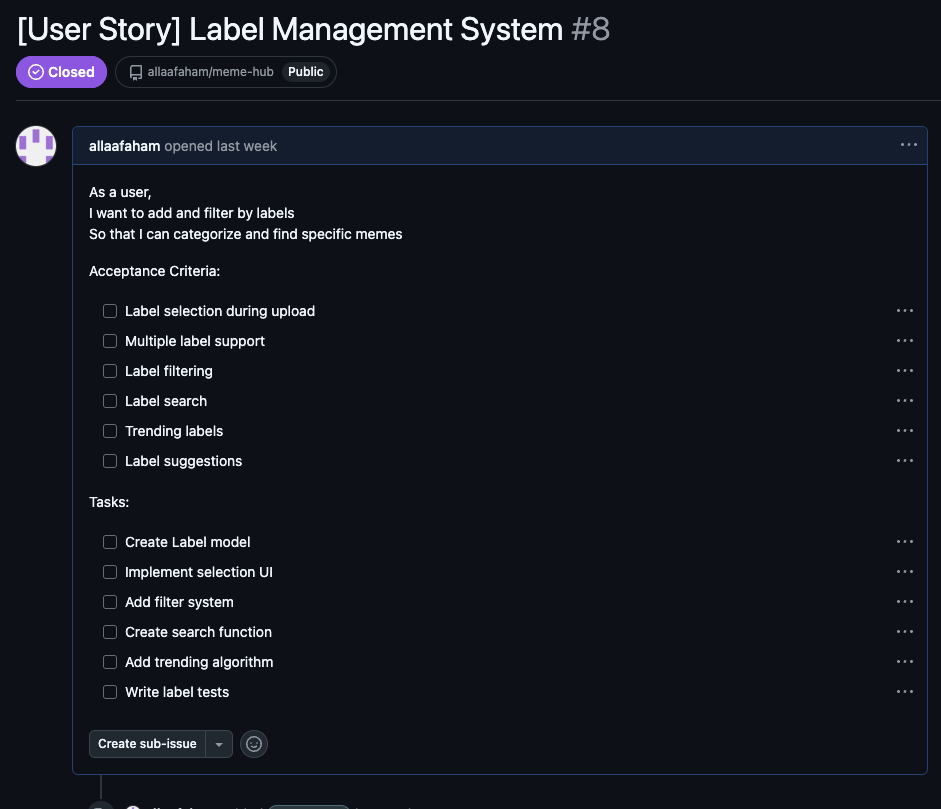 [User Story] Label Management System #8
Closed
allaafaham/meme-hub Public
allaafaham opened last week
As a user,
I want to add and filter by labels
So that I can categorize and find specific memes
Acceptance Criteria:
Label selection during upload
Multiple label support
Label filtering
Label search
Trending labels
Label suggestions
Tasks:
Create Label model
Implement selection UI
Add filter system
Create search function
Add trending algorithm
Write label tests
Create sub-issue